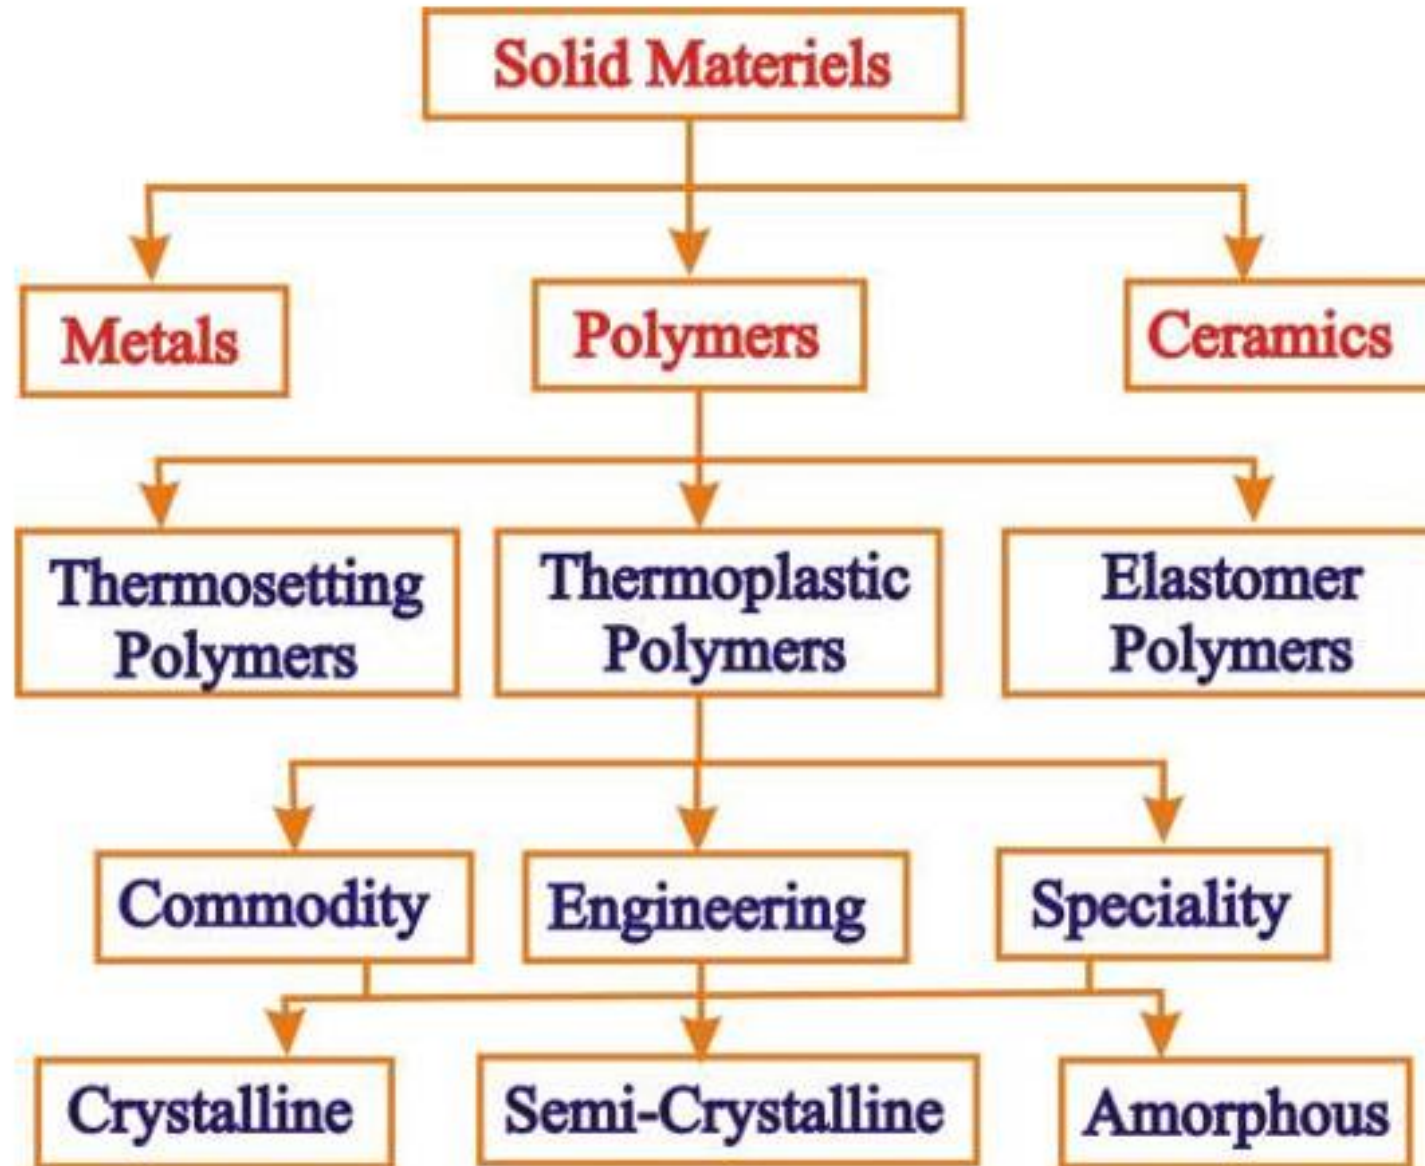 Solid Materiels
Metals
Polymers
Ceramics
Thermosetting
Polymers
Thermoplastic
Polymers
Elastomer
Polymers
Commodity
Engineering
Speciality
Crystalline
Semi-Crystalline
Amorphous